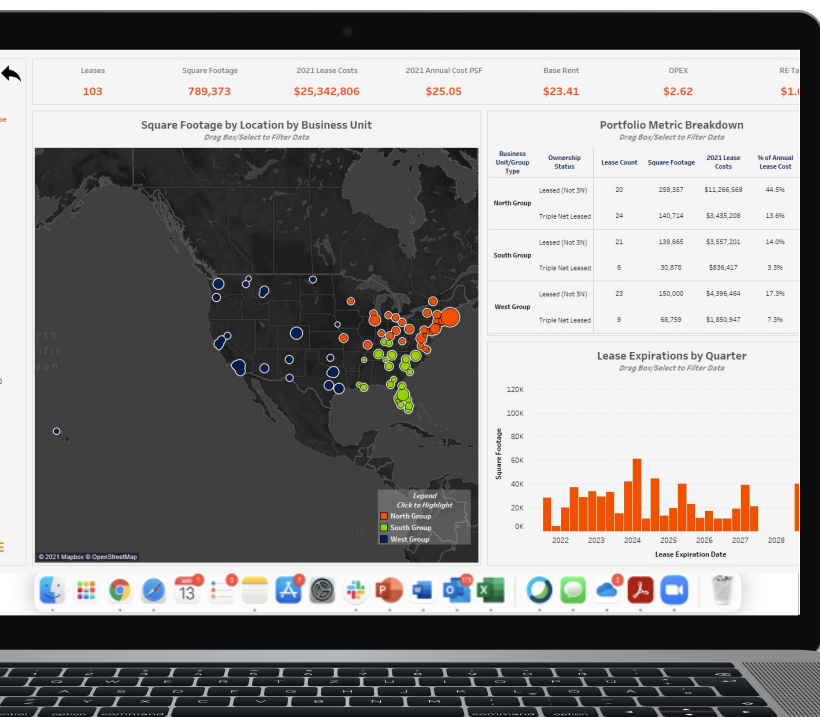 Leases
Square Footage
2021 Lease Costs
2021 Annual Cost PSF
Base Rent
OPEX
RE Ta
103
789,373
$25,342,806
$25.05
$23.41
$2.62
$1.
Square Footage by Location by Business Unit
Drag Box/Select to Filter Data
Legend
Click to Highlight
North Group
South Group
West Group
© 2021 Mapbox © OpenStreetMap
Portfolio Metric Breakdown
Drag Box/Select to Filter Data
Business Unit/Group Type Ownership Status Lease Count Square Footage 2021 Lease Costs % of Annual Lease Cost
North Group
Leased (Not 3N) 20 259,357 $11,266,569 44.5%
Triple Net Leased 24 140,714 $3,435,208 13.6%
South Group
Leased (Not 3N) 21 139,665 $3,557,201 14.0%
Triple Net Leased 6 30,878 $836,417 3.3%
West Group
Leased (Not 3N) 23 150,000 $4,396,464 17.3%
Triple Net Leased 9 68,759 $1,850,947 7.3%
Lease Expirations by Quarter
Drag Box/Select to Filter Data
120K
100K
80K
60K
40K
20K
0K
Square Footage
2022 2023 2024 2025 2026 2027 2028
Lease Expiration Date
13
option
command
command
option